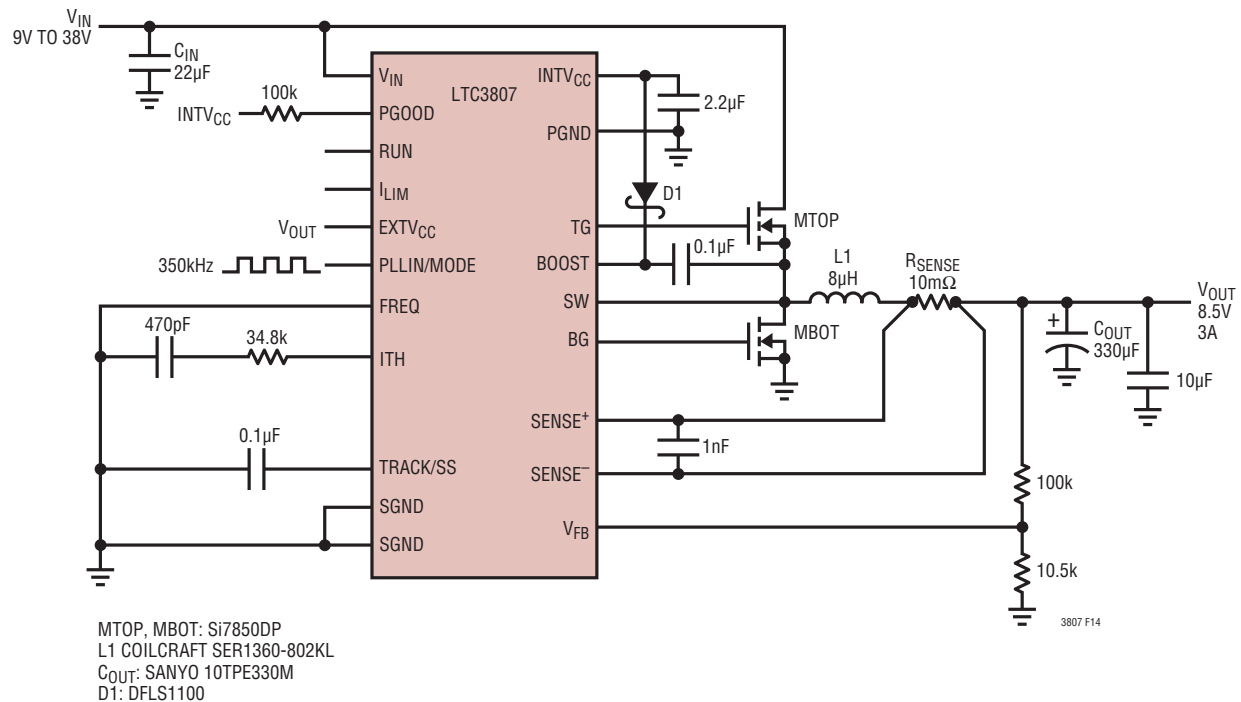 VIN
9V TO 38V
CIN
22µF
100k
INTVCC
VIN
PGOOD
RUN
ILIM
VOUT
EXTVCC
350kHz
PLLIN/MODE
FREQ
470pF
34.8k
ITH
0.1µF
TRACK/SS
SGND
SGND
LTC3807
INTVCC
2.2µF
PGND
D1
TG
MTOP
BOOST
0.1µF
SW
L1
8µH
RSENSE
10mΩ
VOUT
8.5V
3A
BG
MBOT
+
COUT
330µF
10µF
SENSE+
1nF
SENSE–
100k
VFB
10.5k
3807 F14
MTOP, MBOT: Si7850DP
L1 COILCRAFT SER1360-802KL
COUT: SANYO 10TPE330M
D1: DFLS1100